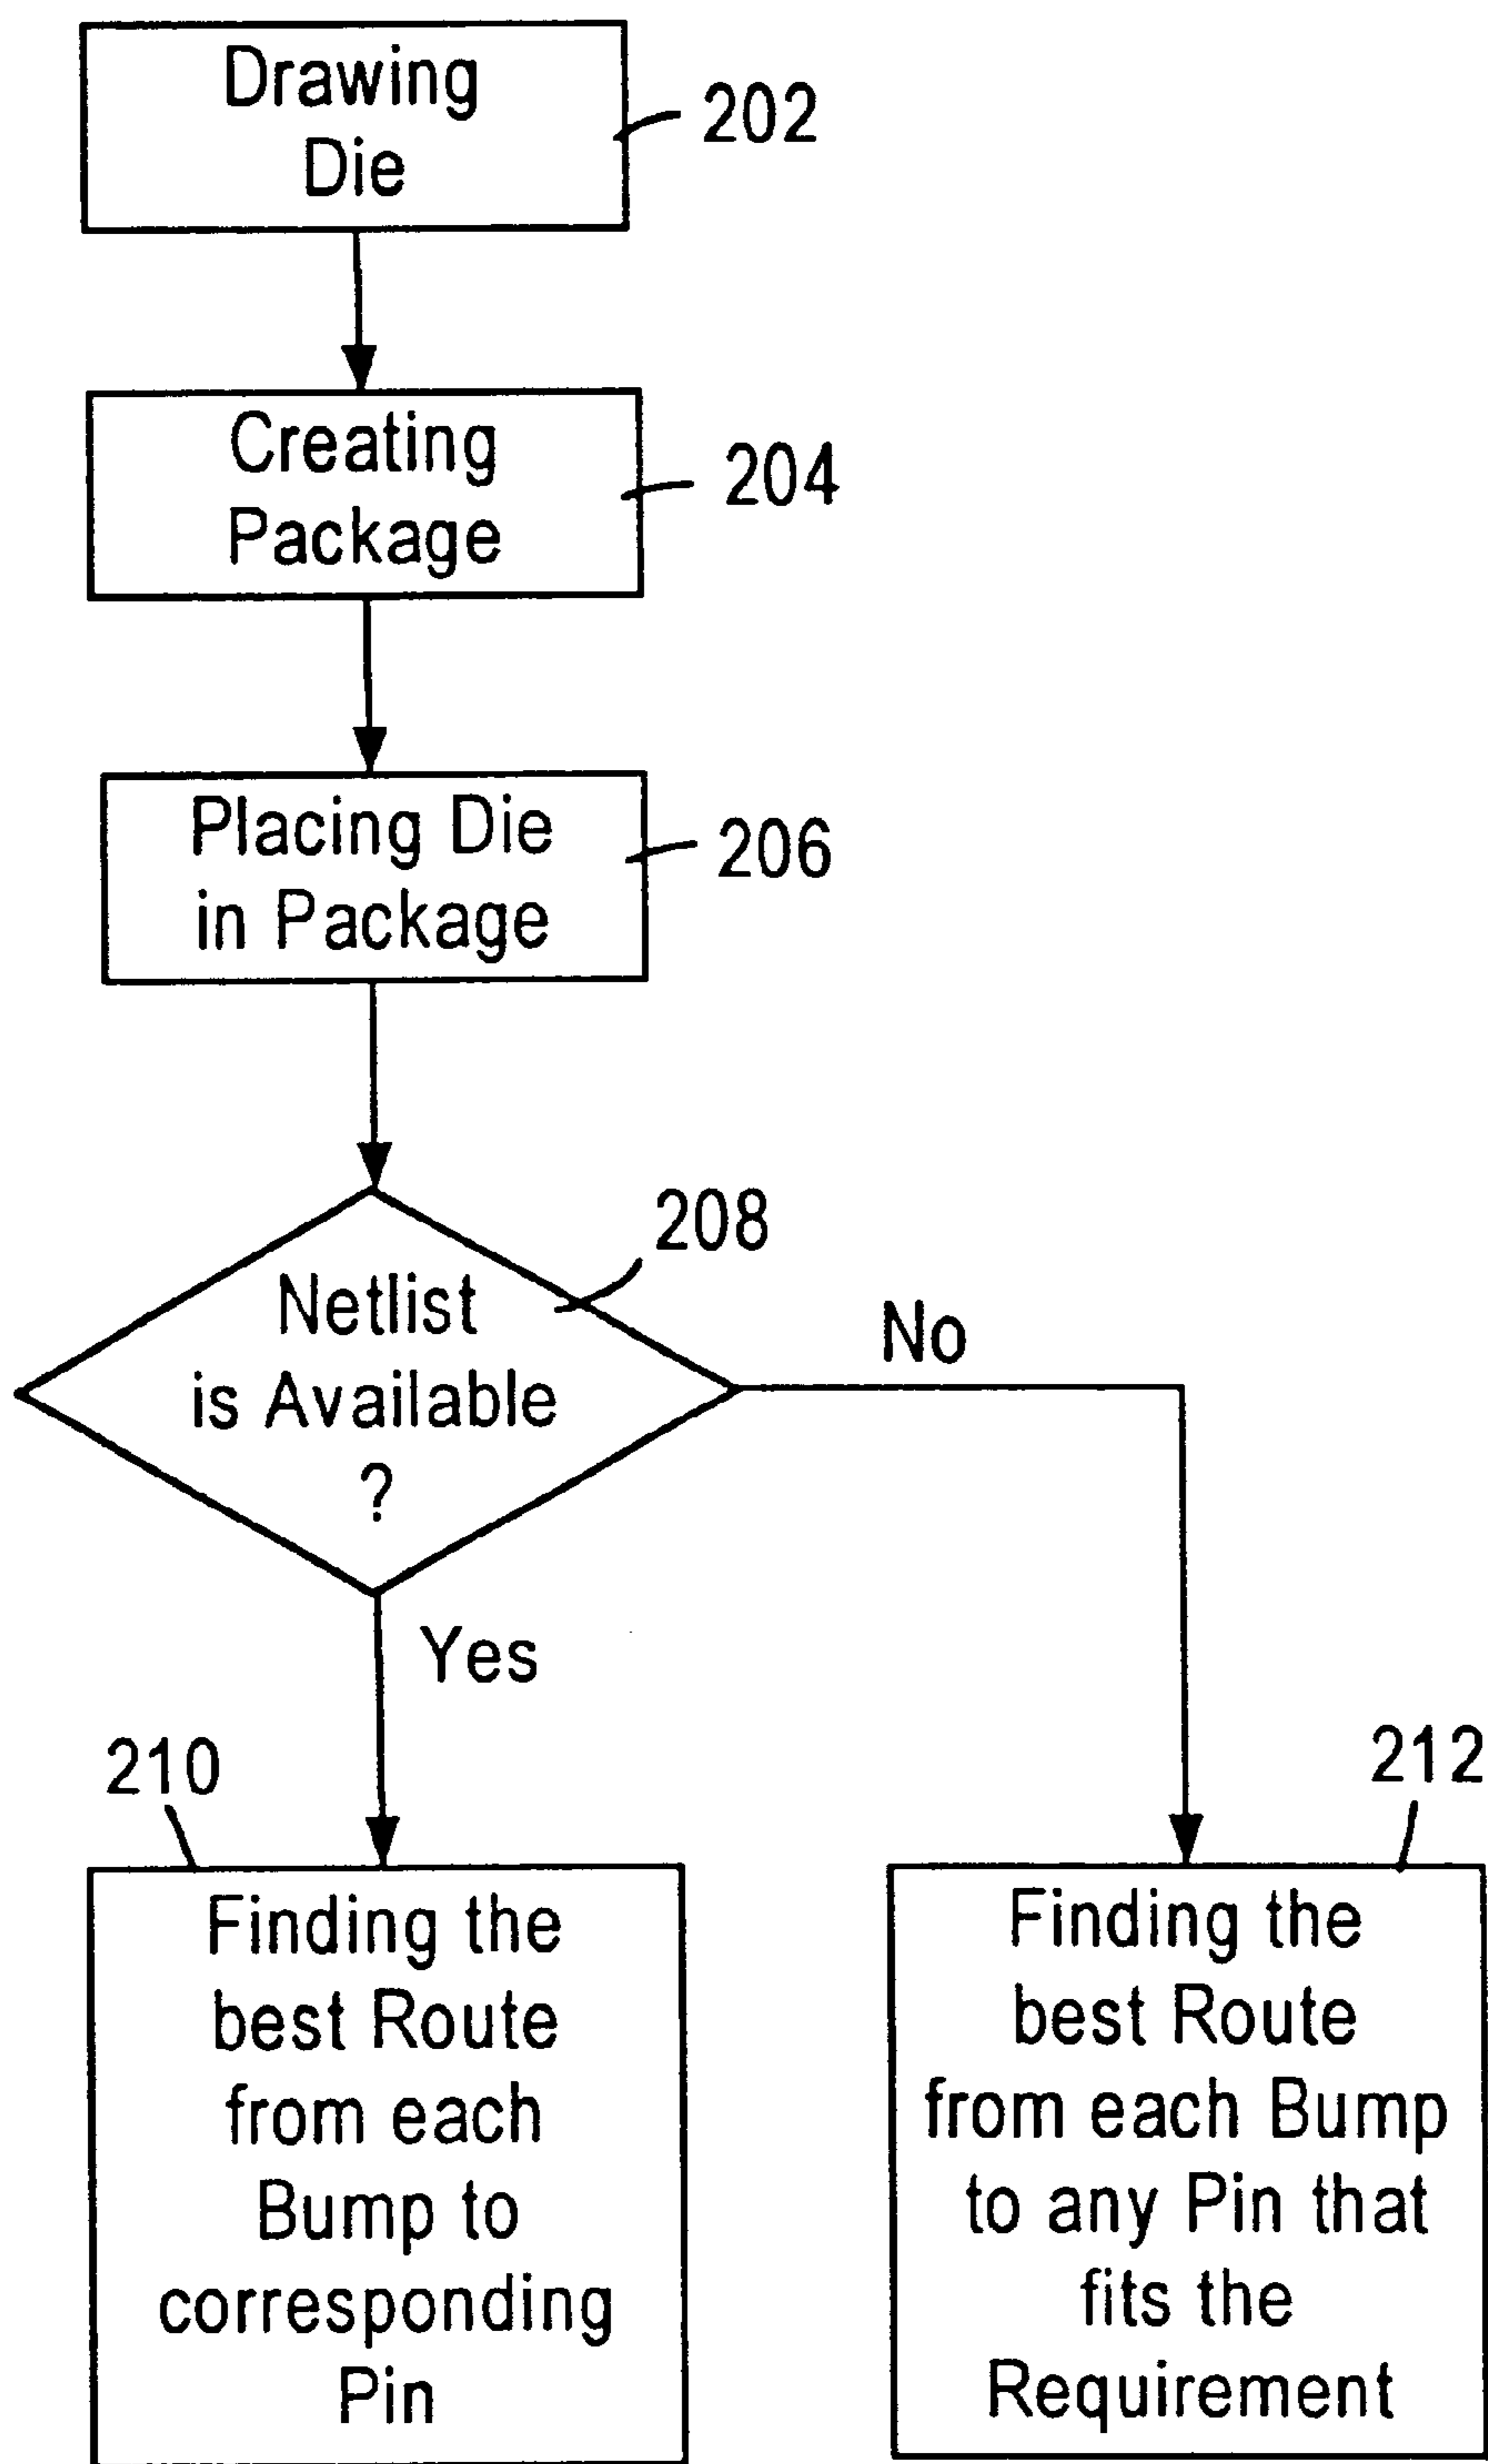 Drawing
Die
202
Creating
Package
204
Placing Die
in Package
206
208
Netlist
is Available
?
No
Yes
210
Finding the
best Route
from each
Bump to
corresponding
Pin
212
Finding the
best Route
from each Bump
to any Pin that
fits the
Requirement